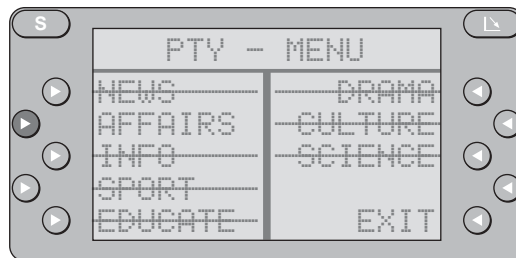 S
PTY - MENU
NEWS
AFFAIRS
INFO
SPORT
EDUCATE
DRAMA
CULTURE
SCIENCE
EXIT